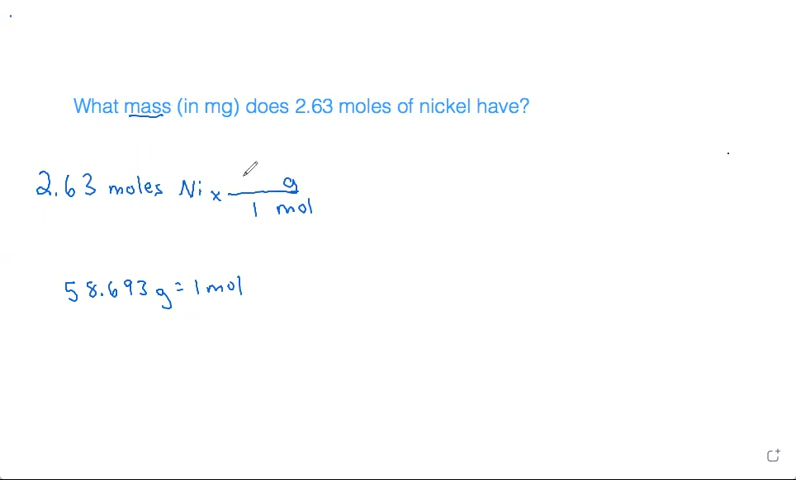 What mass (in mg) does 2.63 moles of nickel have?
2.63 moles Ni x g
1 mol
58.693 g = 1 mol